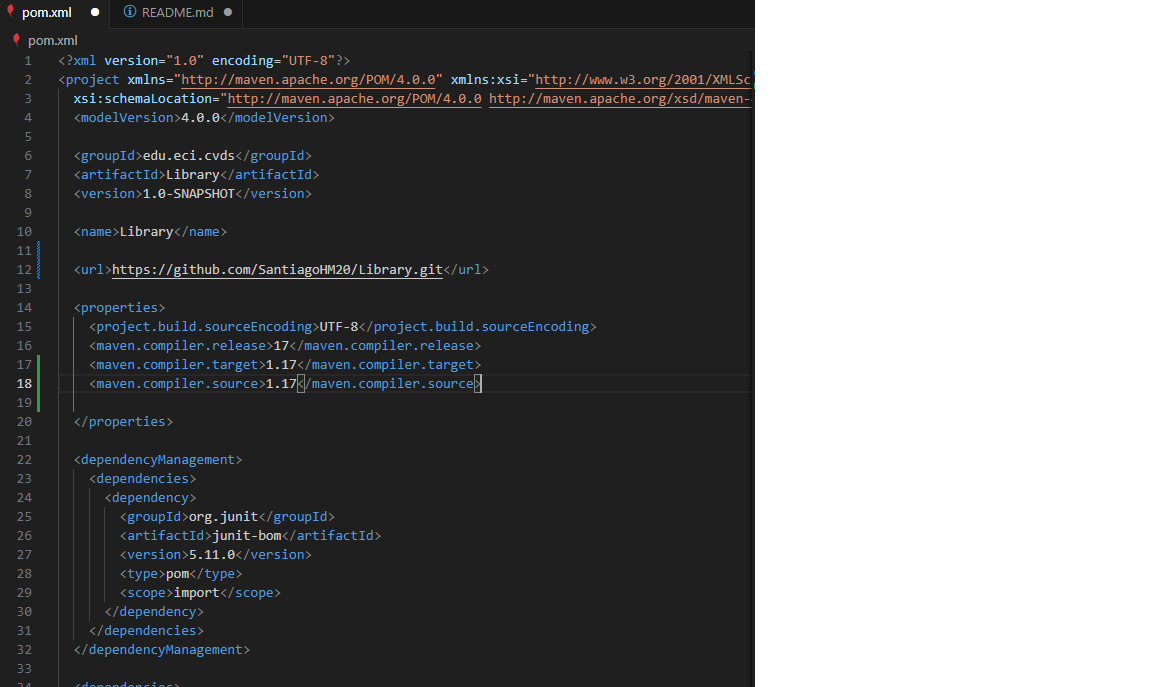 pom.xml README.md
pom.xml
1 <?xml version="1.0" encoding="UTF-8"?>
2 <project xmlns="http://maven.apache.org/POM/4.0.0" xmlns:xsi="http://www.w3.org/2001/XMLSc
3 xsi:schemaLocation="http://maven.apache.org/POM/4.0.0 http://maven.apache.org/xsd/maven-
4 <modelVersion>4.0.0</modelVersion>
5
6 <groupId>edu.eci.cvds</groupId>
7 <artifactId>Library</artifactId>
8 <version>1.0-SNAPSHOT</version>
9
10 <name>Library</name>
11
12 <url>https://github.com/SantiagoHM20/Library.git</url>
13
14 <properties>
15 <project.build.sourceEncoding>UTF-8</project.build.sourceEncoding>
16 <maven.compiler.release>17</maven.compiler.release>
17 <maven.compiler.target>1.17</maven.compiler.target>
18 <maven.compiler.source>1.17</maven.compiler.source>
19
20 </properties>
21
22 <dependencyManagement>
23 <dependencies>
24 <dependency>
25 <groupId>org.junit</groupId>
26 <artifactId>junit-bom</artifactId>
27 <version>5.11.0</version>
28 <type>pom</type>
29 <scope>import</scope>
30 </dependency>
31 </dependencies>
32 </dependencyManagement>
33
34 <dependencies>